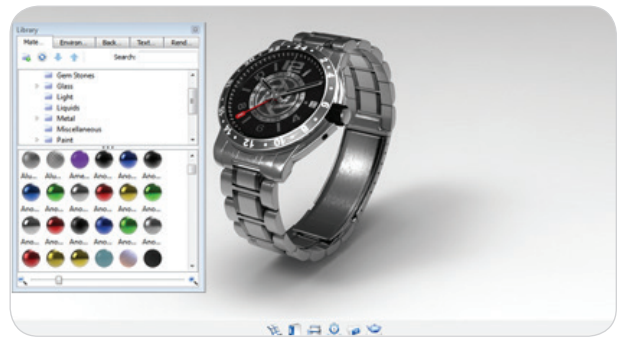 Library
Mate... Environ... Back... Text... Rend...
Search:
Gem Stones
Glass
Light
Liquids
Metal
Miscellaneous
Paint
Alu... Alu... Ame... Ano... Ano... Ano...
Ano... Ano... Ano... Ano... Ano... Ano...
Ano... Ano... Ano... Ano... Ano... Ano...